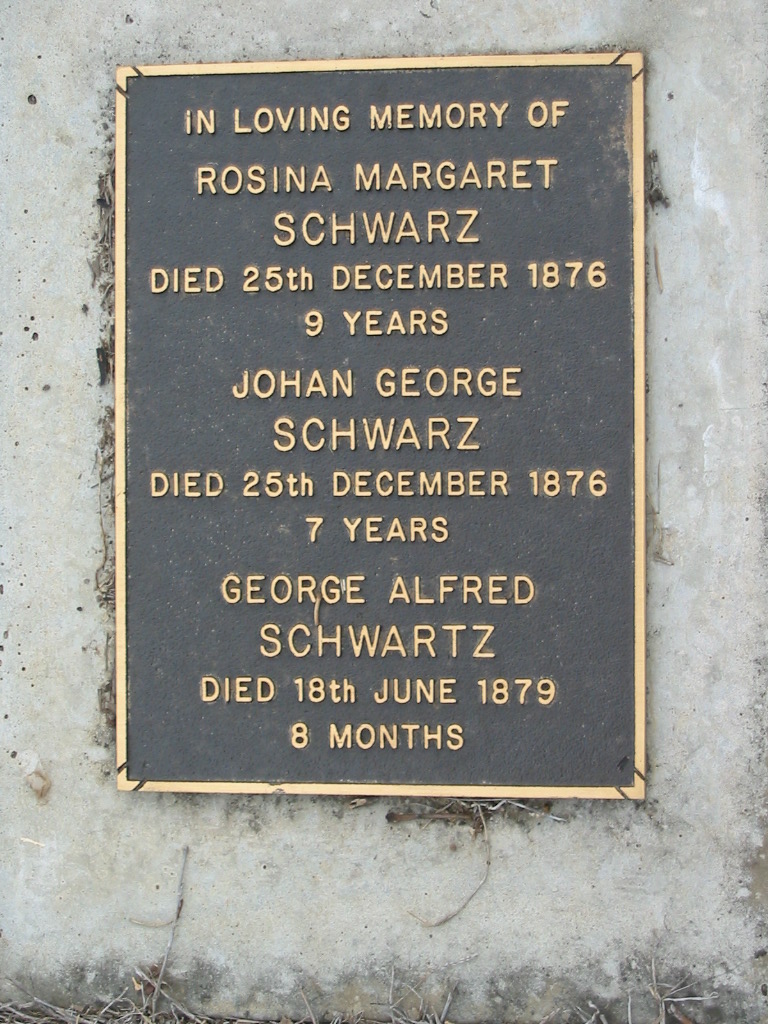 IN LOVING MEMORY OF
ROSINA MARGARET
SCHWARZ
DIED 25th DECEMBER 1876
9 YEARS
JOHAN GEORGE
SCHWARZ
DIED 25th DECEMBER 1876
7 YEARS
GEORGE ALFRED
SCHWARTZ
DIED 18th JUNE 1879
8 MONTHS